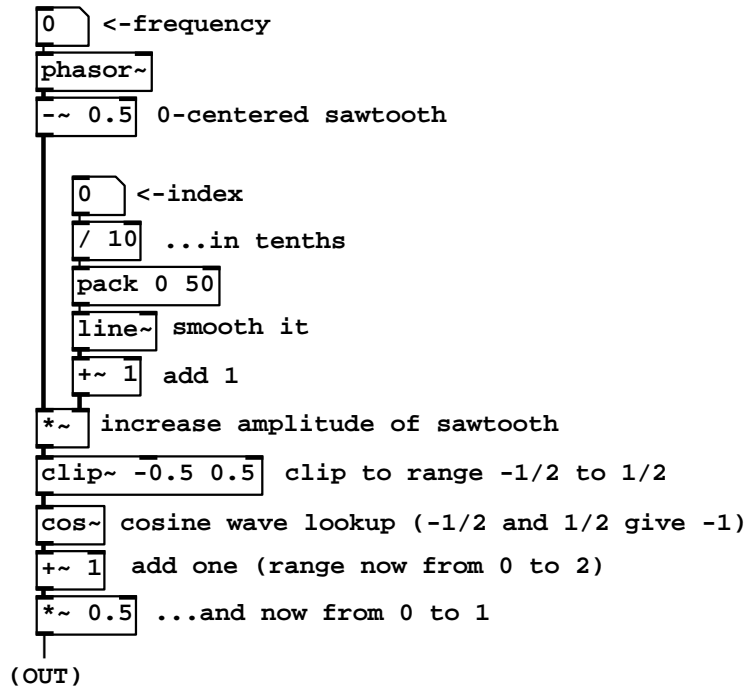 0 <-frequency
phasor~
-~ 0.5 0-centered sawtooth
0 <-index
/ 10 ...in tenths
pack 0 50
line~ smooth it
+~ 1 add 1
*~ increase amplitude of sawtooth
clip~ -0.5 0.5 clip to range -1/2 to 1/2
cos~ cosine wave lookup (-1/2 and 1/2 give -1)
+~ 1 add one (range now from 0 to 2)
*~ 0.5 ...and now from 0 to 1
(OUT)